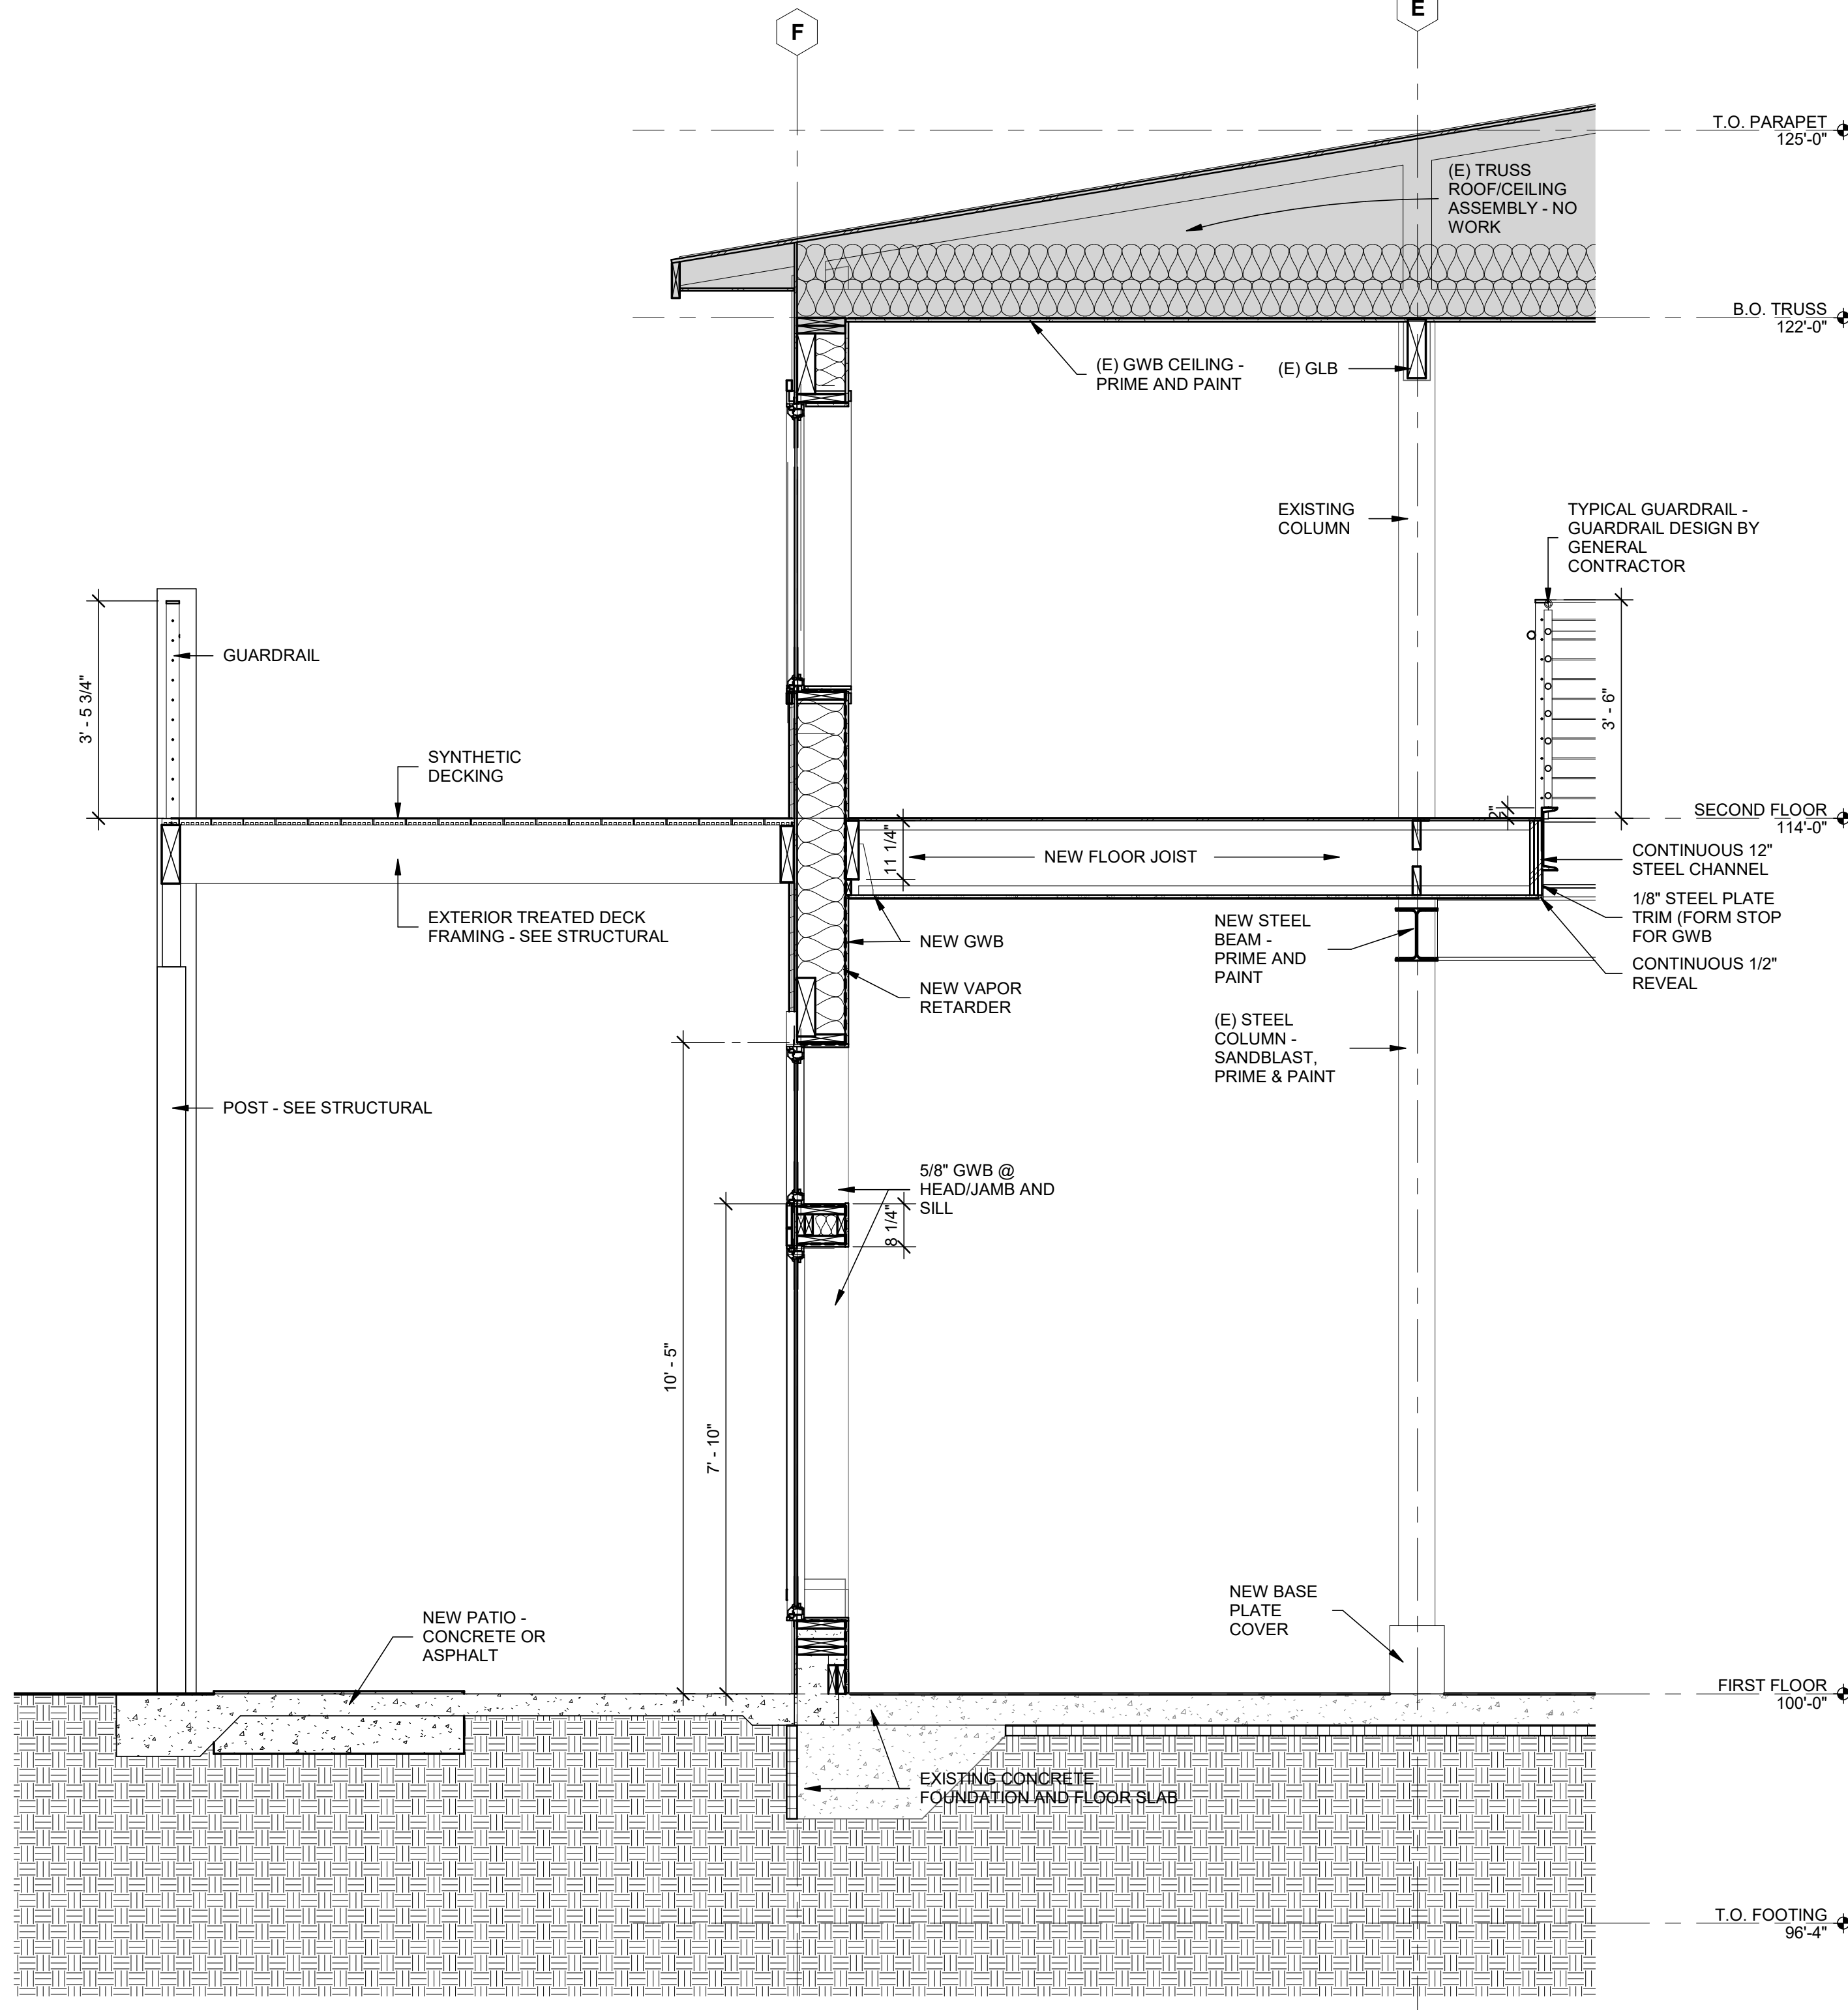 F
E
T.O. PARAPET
125'-0"
(E) TRUSS
ROOF/CEILING
ASSEMBLY - NO
WORK
B.O. TRUSS
122'-0"
(E) GWB CEILING -
PRIME AND PAINT
(E) GLB
EXISTING
COLUMN
TYPICAL GUARDRAIL -
GUARDRAIL DESIGN BY
GENERAL
CONTRACTOR
3' - 5 3/4"
GUARDRAIL
3' - 6"
SYNTHETIC
DECKING
2"
SECOND FLOOR
114'-0"
11 1/4"
NEW FLOOR JOIST
CONTINUOUS 12"
STEEL CHANNEL
1/8" STEEL PLATE
TRIM (FORM STOP
FOR GWB
CONTINUOUS 1/2"
REVEAL
EXTERIOR TREATED DECK
FRAMING - SEE STRUCTURAL
NEW GWB
NEW STEEL
BEAM -
PRIME AND
PAINT
NEW VAPOR
RETARDER
(E) STEEL
COLUMN -
SANDBLAST,
PRIME & PAINT
POST - SEE STRUCTURAL
5/8" GWB @
HEAD/JAMB AND
SILL
8 1/4"
10' - 5"
7' - 10"
NEW BASE
PLATE
COVER
NEW PATIO -
CONCRETE OR
ASPHALT
FIRST FLOOR
100'-0"
EXISTING CONCRETE
FOUNDATION AND FLOOR SLAB
T.O. FOOTING
96'-4"